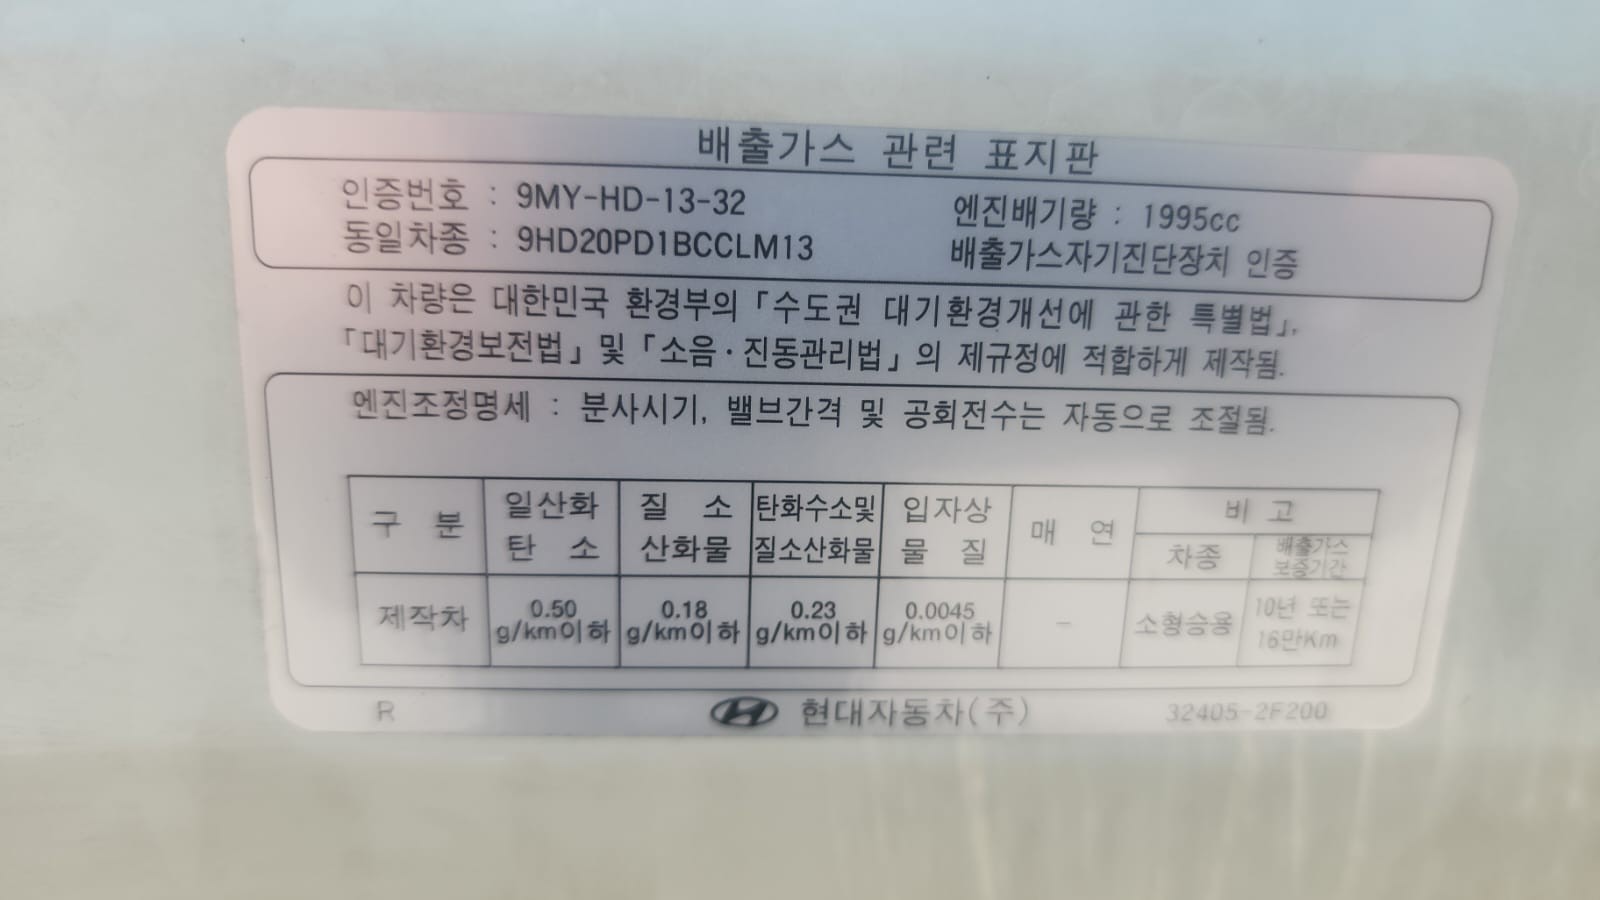 배출가스 관련 표지판
인증번호 : 9MY-HD-13-32 엔진배기량 : 1995cc
동일차종 : 9HD20PD1BCCLM13 배출가스자기진단장치 인증
이 차량은 대한민국 환경부의 「수도권 대기환경개선에 관한 특별법」,
「대기환경보전법」 및 「소음·진동관리법」의 제규정에 적합하게 제작됨.
엔진조정명세 : 분사시기, 밸브간격 및 공회전수는 자동으로 조절됨.
구 분 일산화 탄 소 질 소 산화물 탄화수소및 질소산화물 입자상 물 질 매 연 비 고
차종 배출가스 보증기간
제작차 0.50 g/km이하 0.18 g/km이하 0.23 g/km이하 0.0045 g/km이하 - 소형승용 10년 또는 16만Km
R 현대자동차(주) 32405-2F200